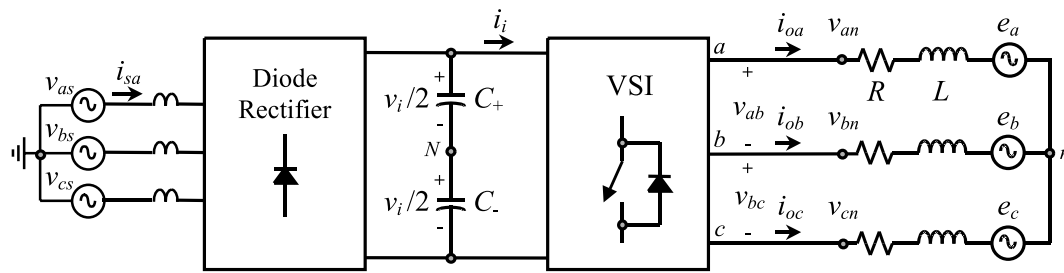 v_as
v_bs
v_cs
i_sa
Diode
Rectifier
+
v_i/2
C_+
-
N
+
v_i/2
C_-
-
i_i
VSI
a
+
v_ab
-
b
+
v_bc
-
c
i_oa
v_an
R
L
e_a
i_ob
v_bn
e_b
n
i_oc
v_cn
e_c